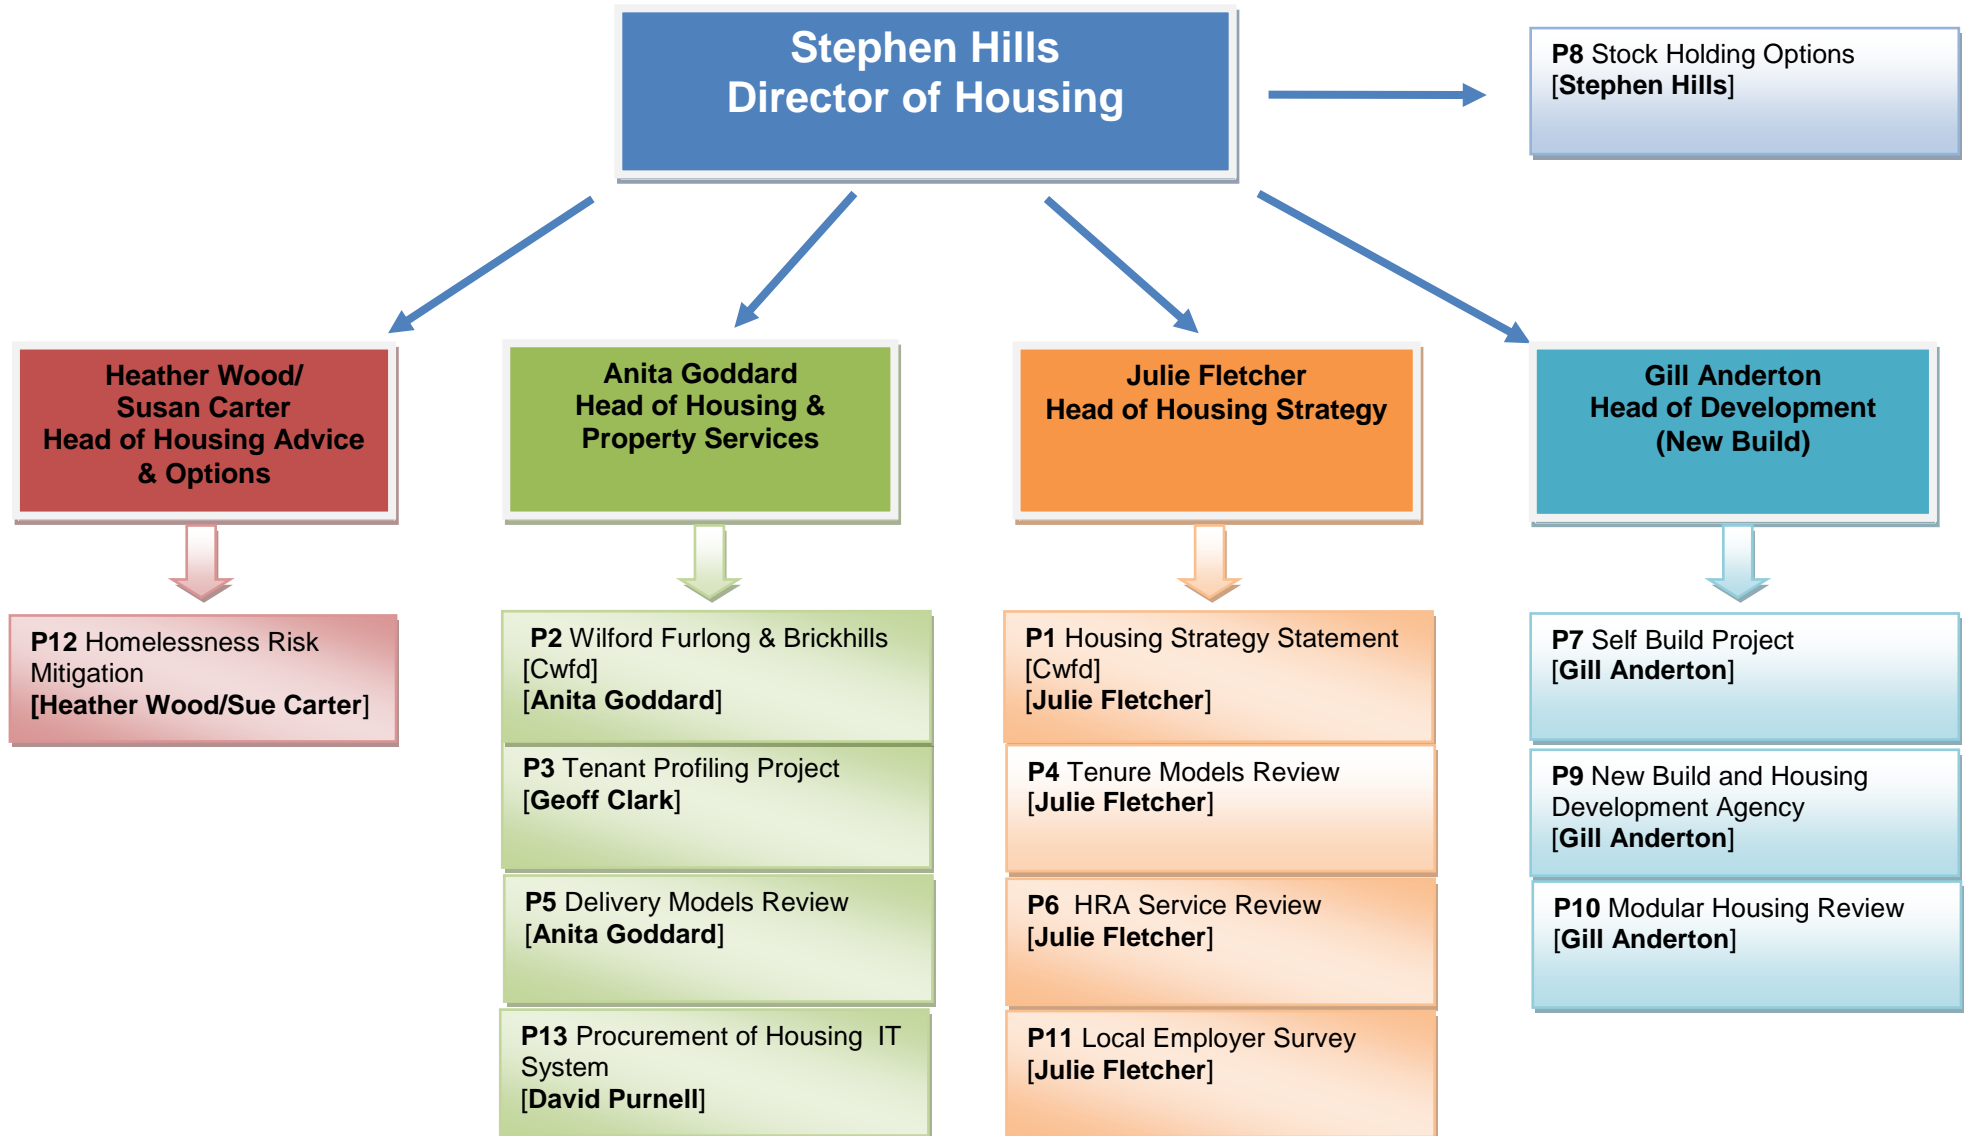 Stephen Hills
Director of Housing
P8 Stock Holding Options
[Stephen Hills]
Heather Wood/
Susan Carter
Head of Housing Advice
& Options
Anita Goddard
Head of Housing &
Property Services
Julie Fletcher
Head of Housing Strategy
Gill Anderton
Head of Development
(New Build)
P12 Homelessness Risk
Mitigation
[Heather Wood/Sue Carter]
P2 Wilford Furlong & Brickhills
[Cwfd]
[Anita Goddard]
P3 Tenant Profiling Project
[Geoff Clark]
P5 Delivery Models Review
[Anita Goddard]
P13 Procurement of Housing  IT
System
[David Purnell]
P1 Housing Strategy Statement
[Cwfd]
[Julie Fletcher]
P4 Tenure Models Review
[Julie Fletcher]
P6  HRA Service Review
[Julie Fletcher]
P11 Local Employer Survey
[Julie Fletcher]
P7 Self Build Project
[Gill Anderton]
P9 New Build and Housing
Development Agency
[Gill Anderton]
P10 Modular Housing Review
[Gill Anderton]